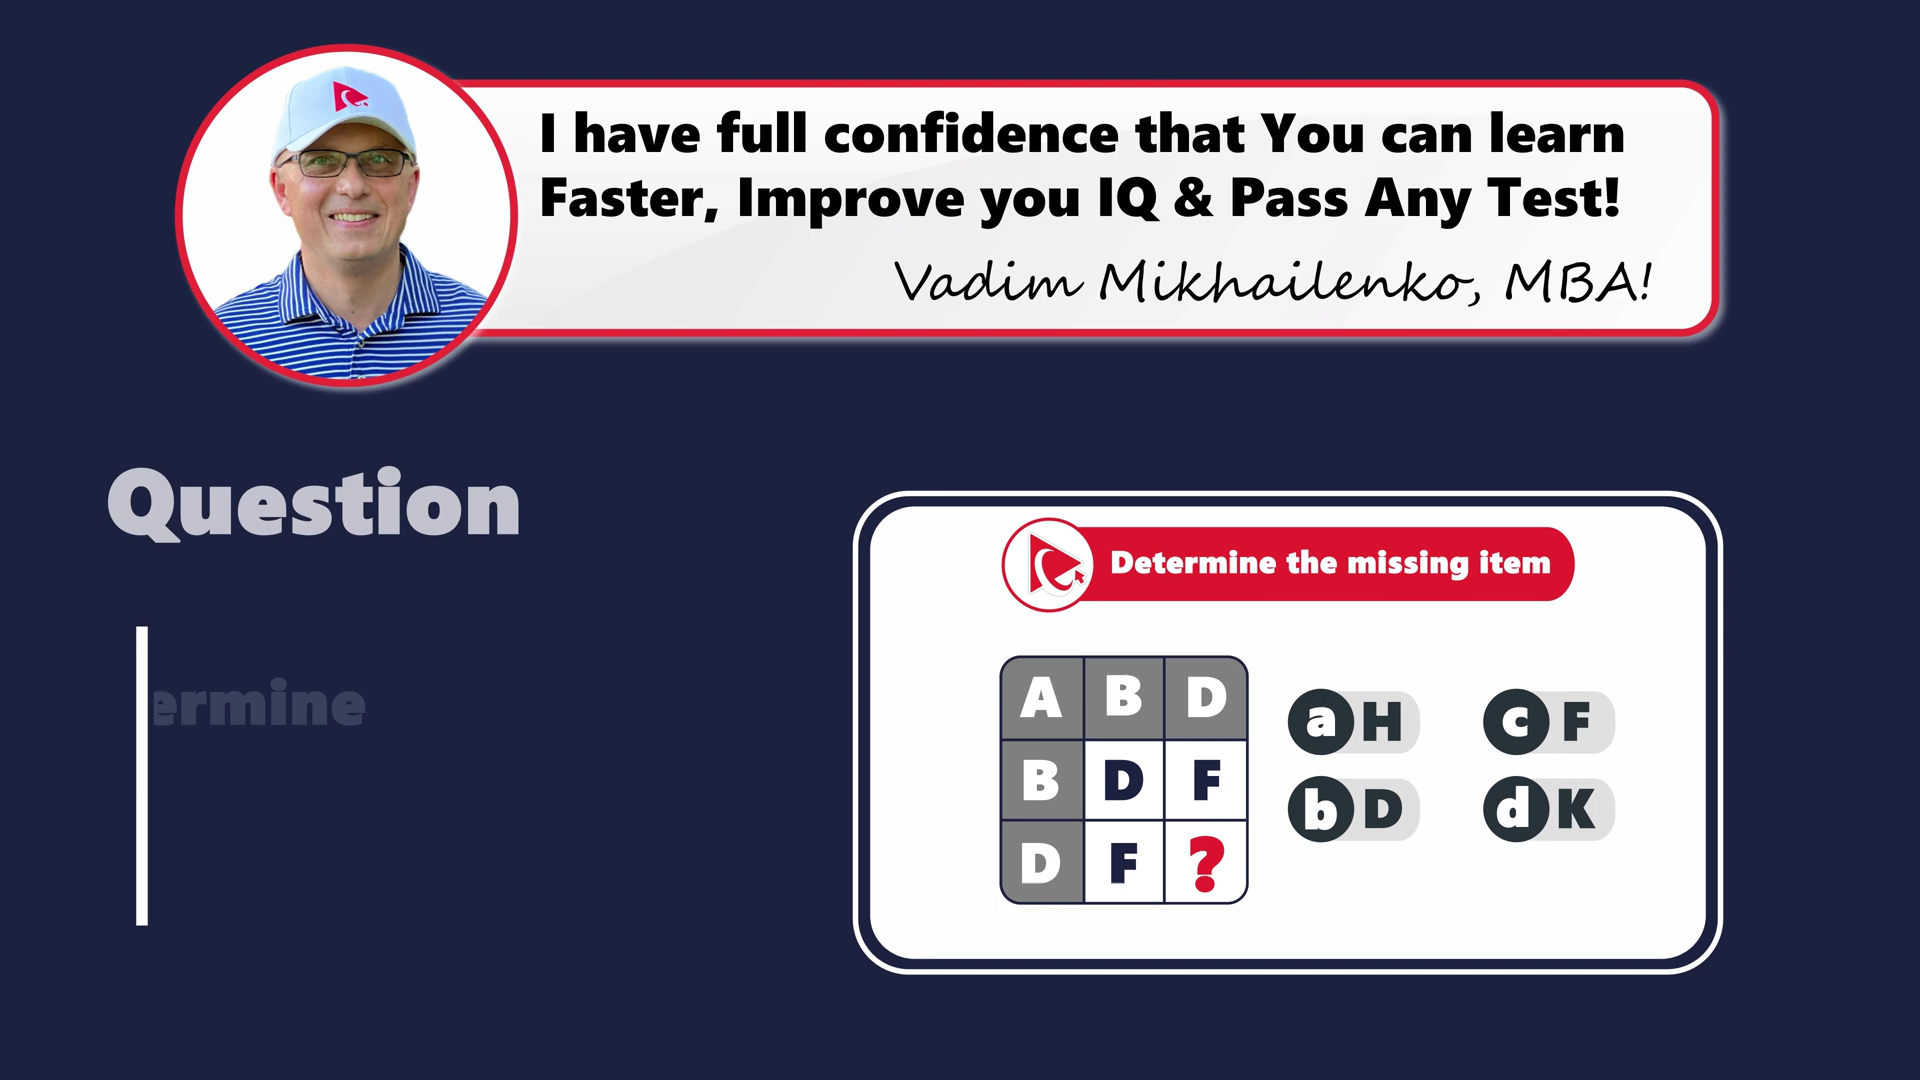 I have full confidence that You can learn
Faster, Improve you IQ & Pass Any Test!
Vadim Mikhailenko, MBA!
Question
ermine
Determine the missing item
A B D
B D F
D F ?
a H
c F
b D
d K